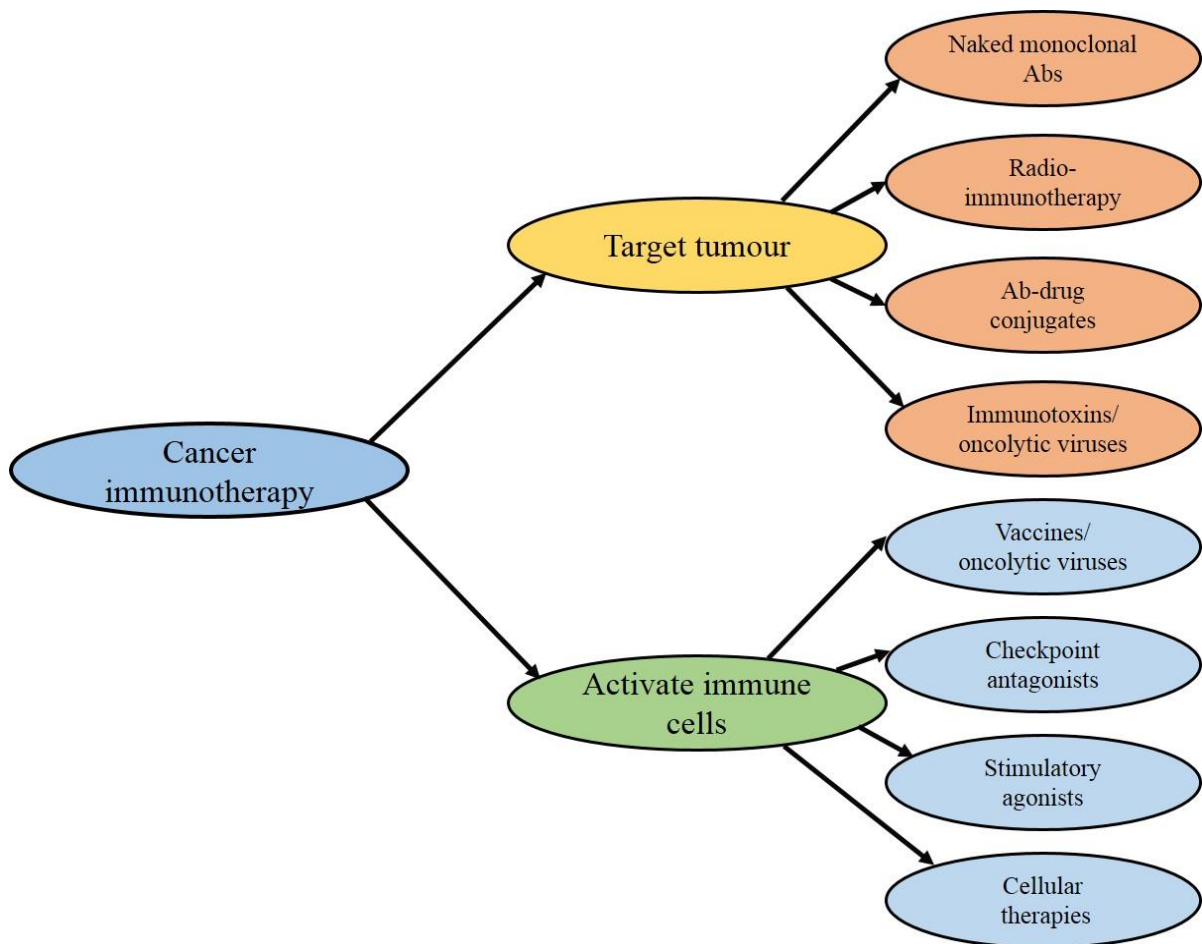 Naked monoclonal
Abs
Radio-
immunotherapy
Target tumour
Ab-drug
conjugates
Immunotoxins/
oncolytic viruses
Cancer
immunotherapy
Vaccines/
oncolytic viruses
Checkpoint
antagonists
Activate immune
cells
Stimulatory
agonists
Cellular
therapies